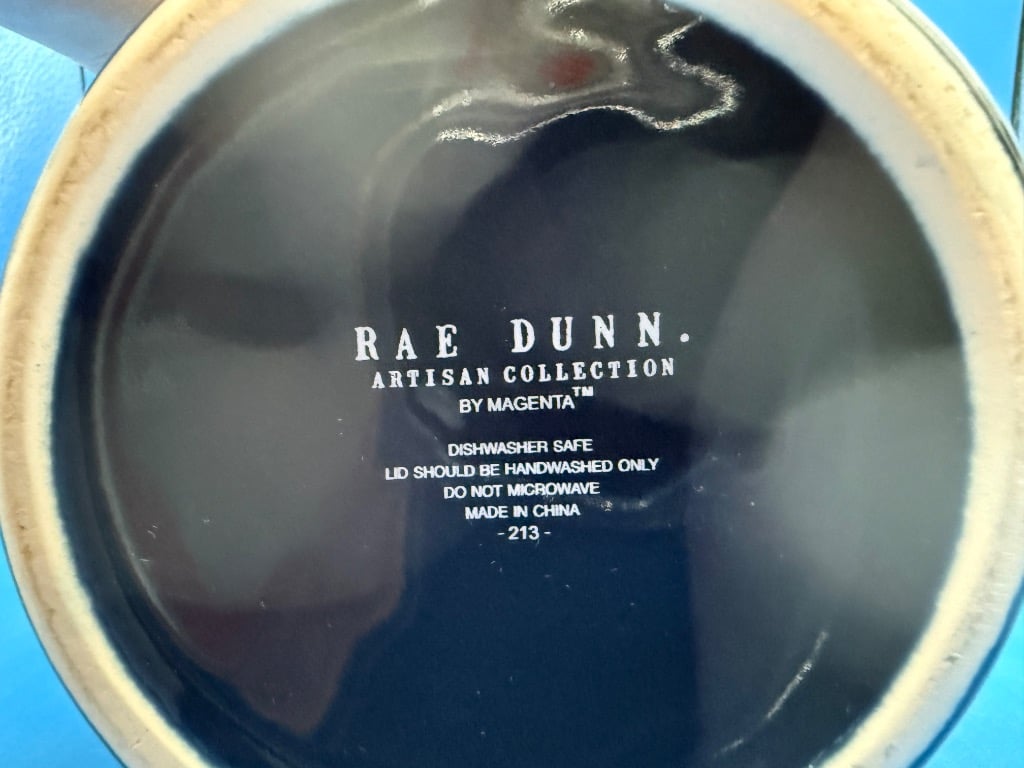 RAE DUNN.
ARTISAN COLLECTION
BY MAGENTA™
DISHWASHER SAFE
LID SHOULD BE HANDWASHED ONLY
DO NOT MICROWAVE
MADE IN CHINA
- 213 -